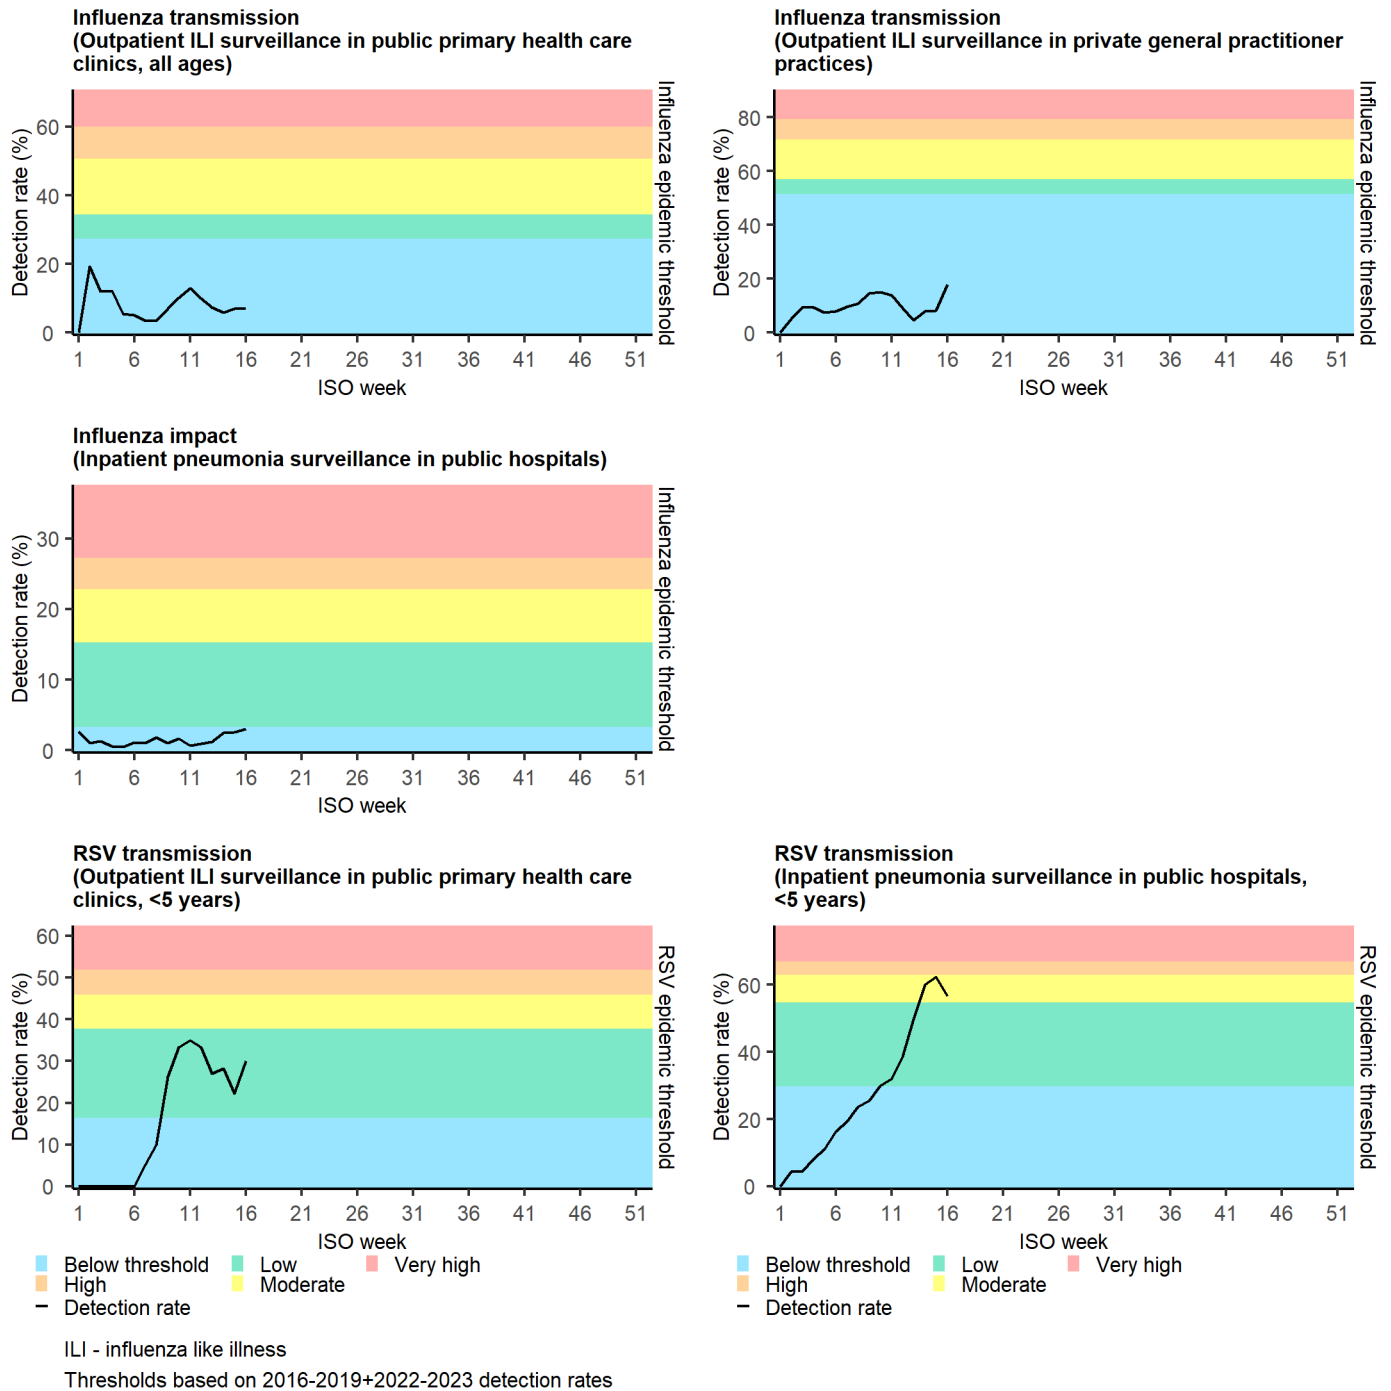 Influenza transmission
(Outpatient ILI surveillance in public primary health care
clinics, all ages)
Detection rate (%)
60
40
20
0
1 6 11 16 21 26 31 36 41 46 51
ISO week
Influenza epidemic threshold
Influenza transmission
(Outpatient ILI surveillance in private general practitioner
practices)
Detection rate (%)
80
60
40
20
0
1 6 11 16 21 26 31 36 41 46 51
ISO week
Influenza epidemic threshold
Influenza impact
(Inpatient pneumonia surveillance in public hospitals)
Detection rate (%)
30
20
10
0
1 6 11 16 21 26 31 36 41 46 51
ISO week
Influenza epidemic threshold
RSV transmission
(Outpatient ILI surveillance in public primary health care
clinics, <5 years)
Detection rate (%)
60
50
40
30
20
10
0
1 6 11 16 21 26 31 36 41 46 51
ISO week
RSV epidemic threshold
Below threshold Low Very high
High Moderate
Detection rate
RSV transmission
(Inpatient pneumonia surveillance in public hospitals,
<5 years)
Detection rate (%)
60
40
20
0
1 6 11 16 21 26 31 36 41 46 51
ISO week
RSV epidemic threshold
Below threshold Low Very high
High Moderate
Detection rate
ILI - influenza like illness
Thresholds based on 2016-2019+2022-2023 detection rates